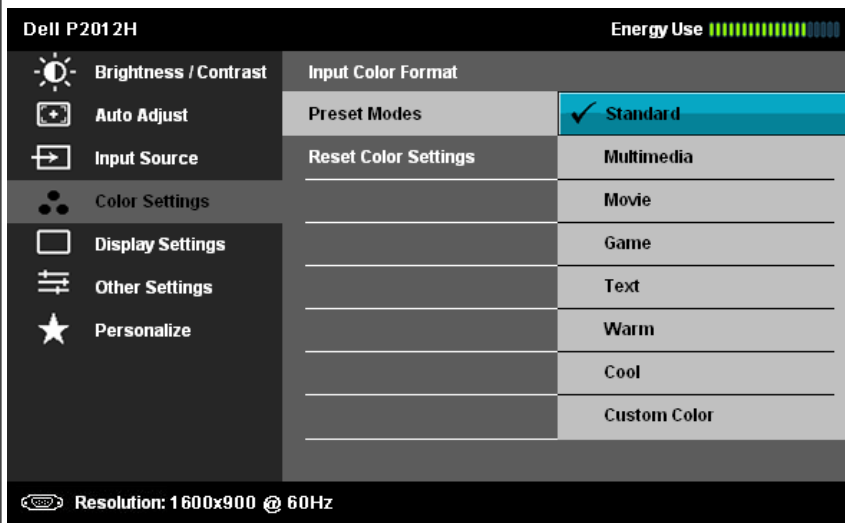 Dell P2012H
Energy Use
Brightness / Contrast
Auto Adjust
Input Source
Color Settings
Display Settings
Other Settings
Personalize
Input Color Format
Preset Modes
Reset Color Settings
Standard
Multimedia
Movie
Game
Text
Warm
Cool
Custom Color
Resolution: 1600x900 @ 60Hz